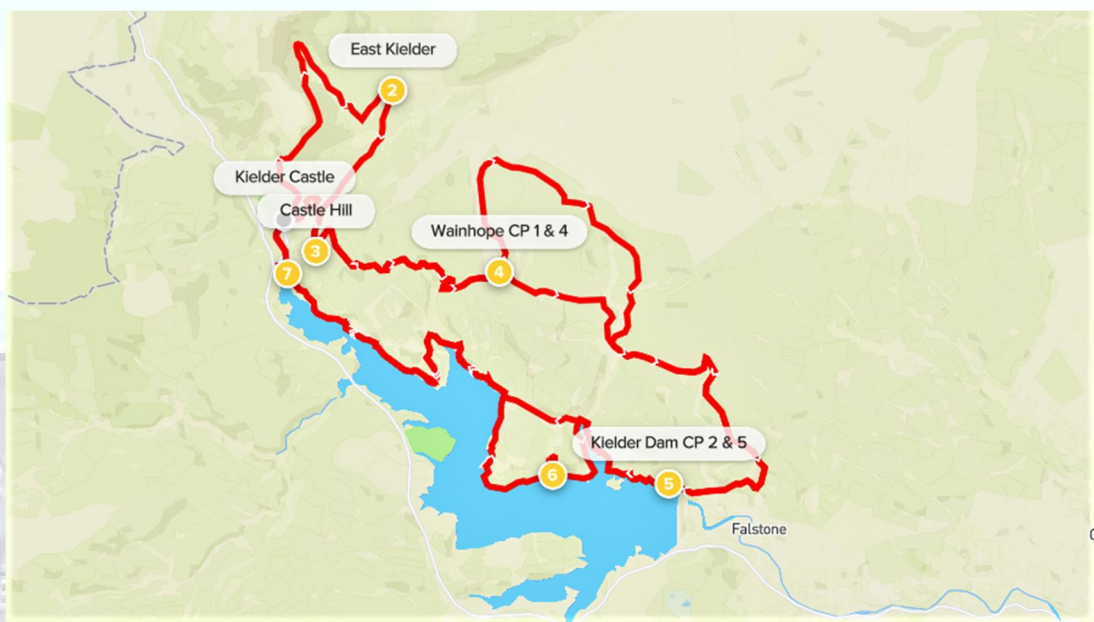 East Kielder
2
Kielder Castle
Castle Hill
3
Wainhope CP 1 & 4
4
7
Kielder Dam CP 2 & 5
6
5
Falstone